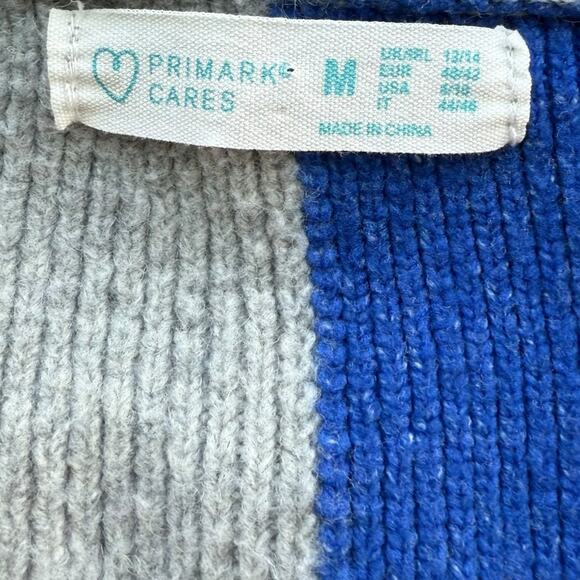 PRIMARK®
CARES
M
UK/IRL 12/14
EUR 40/42
USA 8/10
IT 44/46
MADE IN CHINA